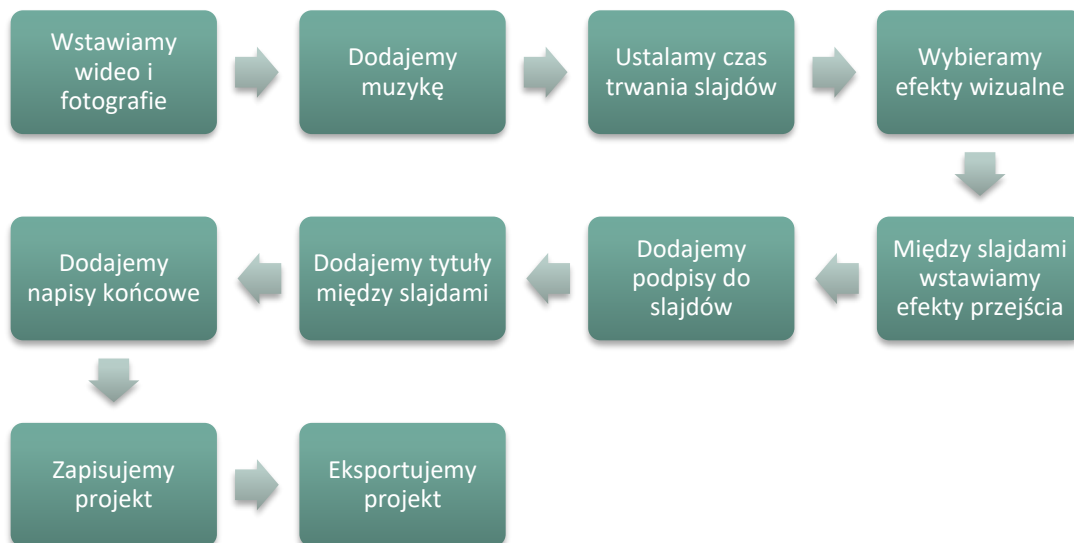 Wstawiamy
wideo i
fotografie
Dodajemy
muzykę
Ustalamy czas
trwania slajdów
Wybieramy
efekty wizualne
Między slajdami
wstawiamy
efekty przejścia
Dodajemy
podpisy do
slajdów
Dodajemy tytuły
między slajdami
Dodajemy
napisy końcowe
Zapisujemy
projekt
Eksportujemy
projekt